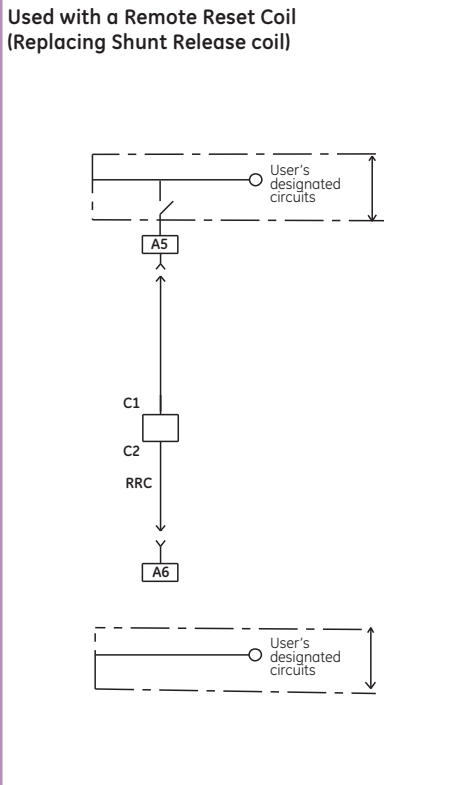 Used with a Remote Reset Coil
(Replacing Shunt Release coil)
User's
designated
circuits
A5
C1
C2
RRC
A6
User's
designated
circuits